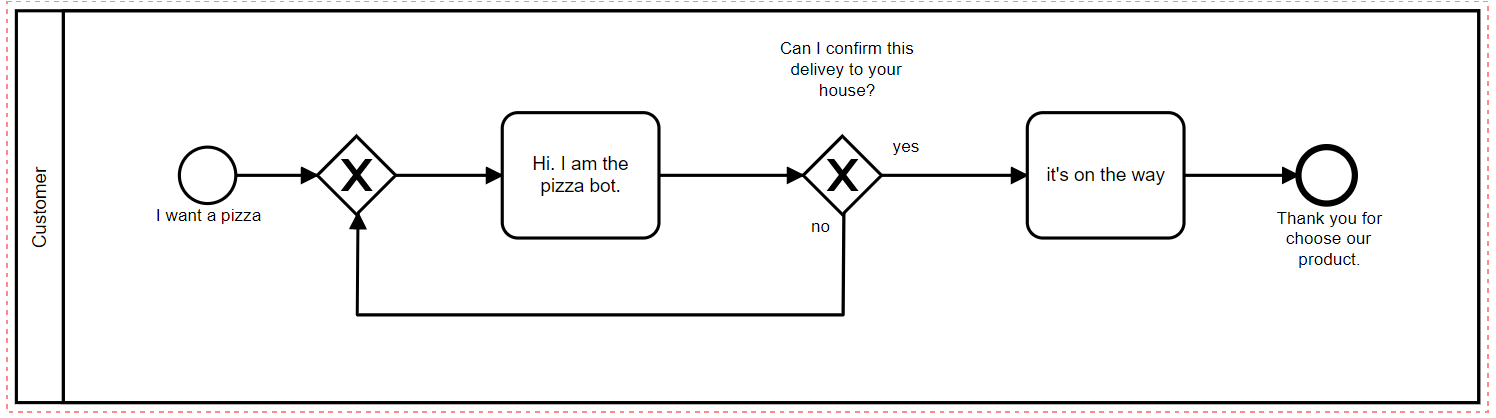 Customer
I want a pizza
X
Hi. I am the
pizza bot.
Can I confirm this
delivey to your
house?
X
yes
no
it's on the way
Thank you for
choose our
product.